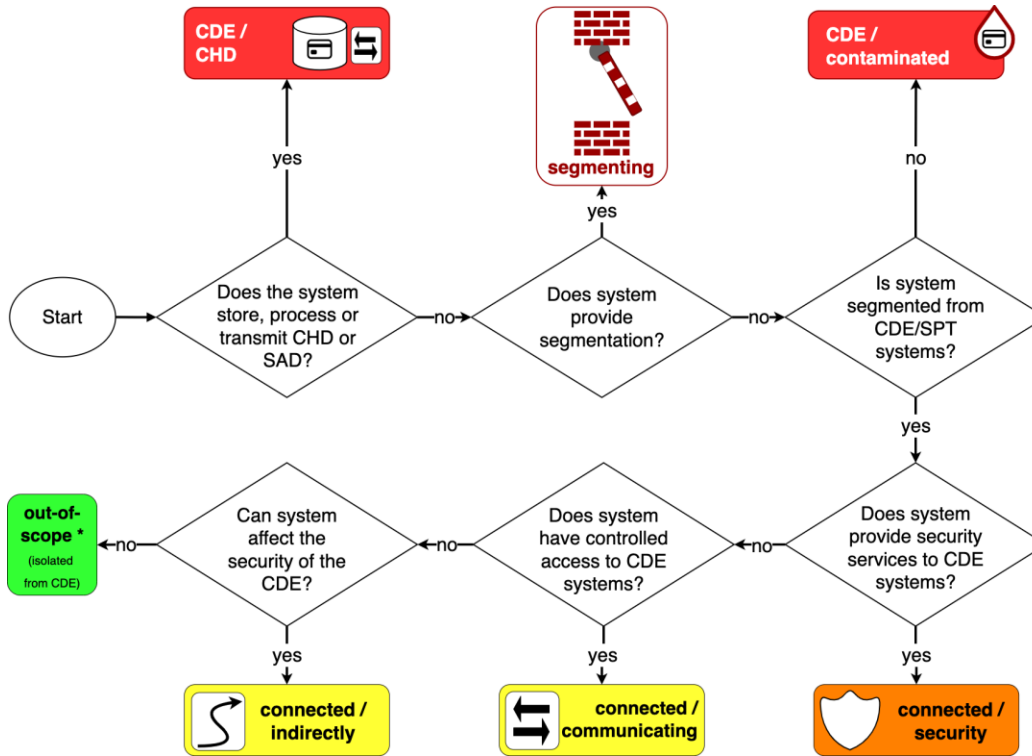 CDE /
CHD
CDE /
contaminated
segmenting
yes
yes
no
Start
Does the system
store, process or
transmit CHD or
SAD?
no
Does system
provide
segmentation?
no
Is system
segmented from
CDE/SPT
systems?
yes
out-of-
scope *
(isolated
from CDE)
no
Can system
affect the
security of the
CDE?
no
Does system
have controlled
access to CDE
systems?
no
Does system
provide security
services to CDE
systems?
yes
yes
yes
connected /
indirectly
connected /
communicating
connected /
security